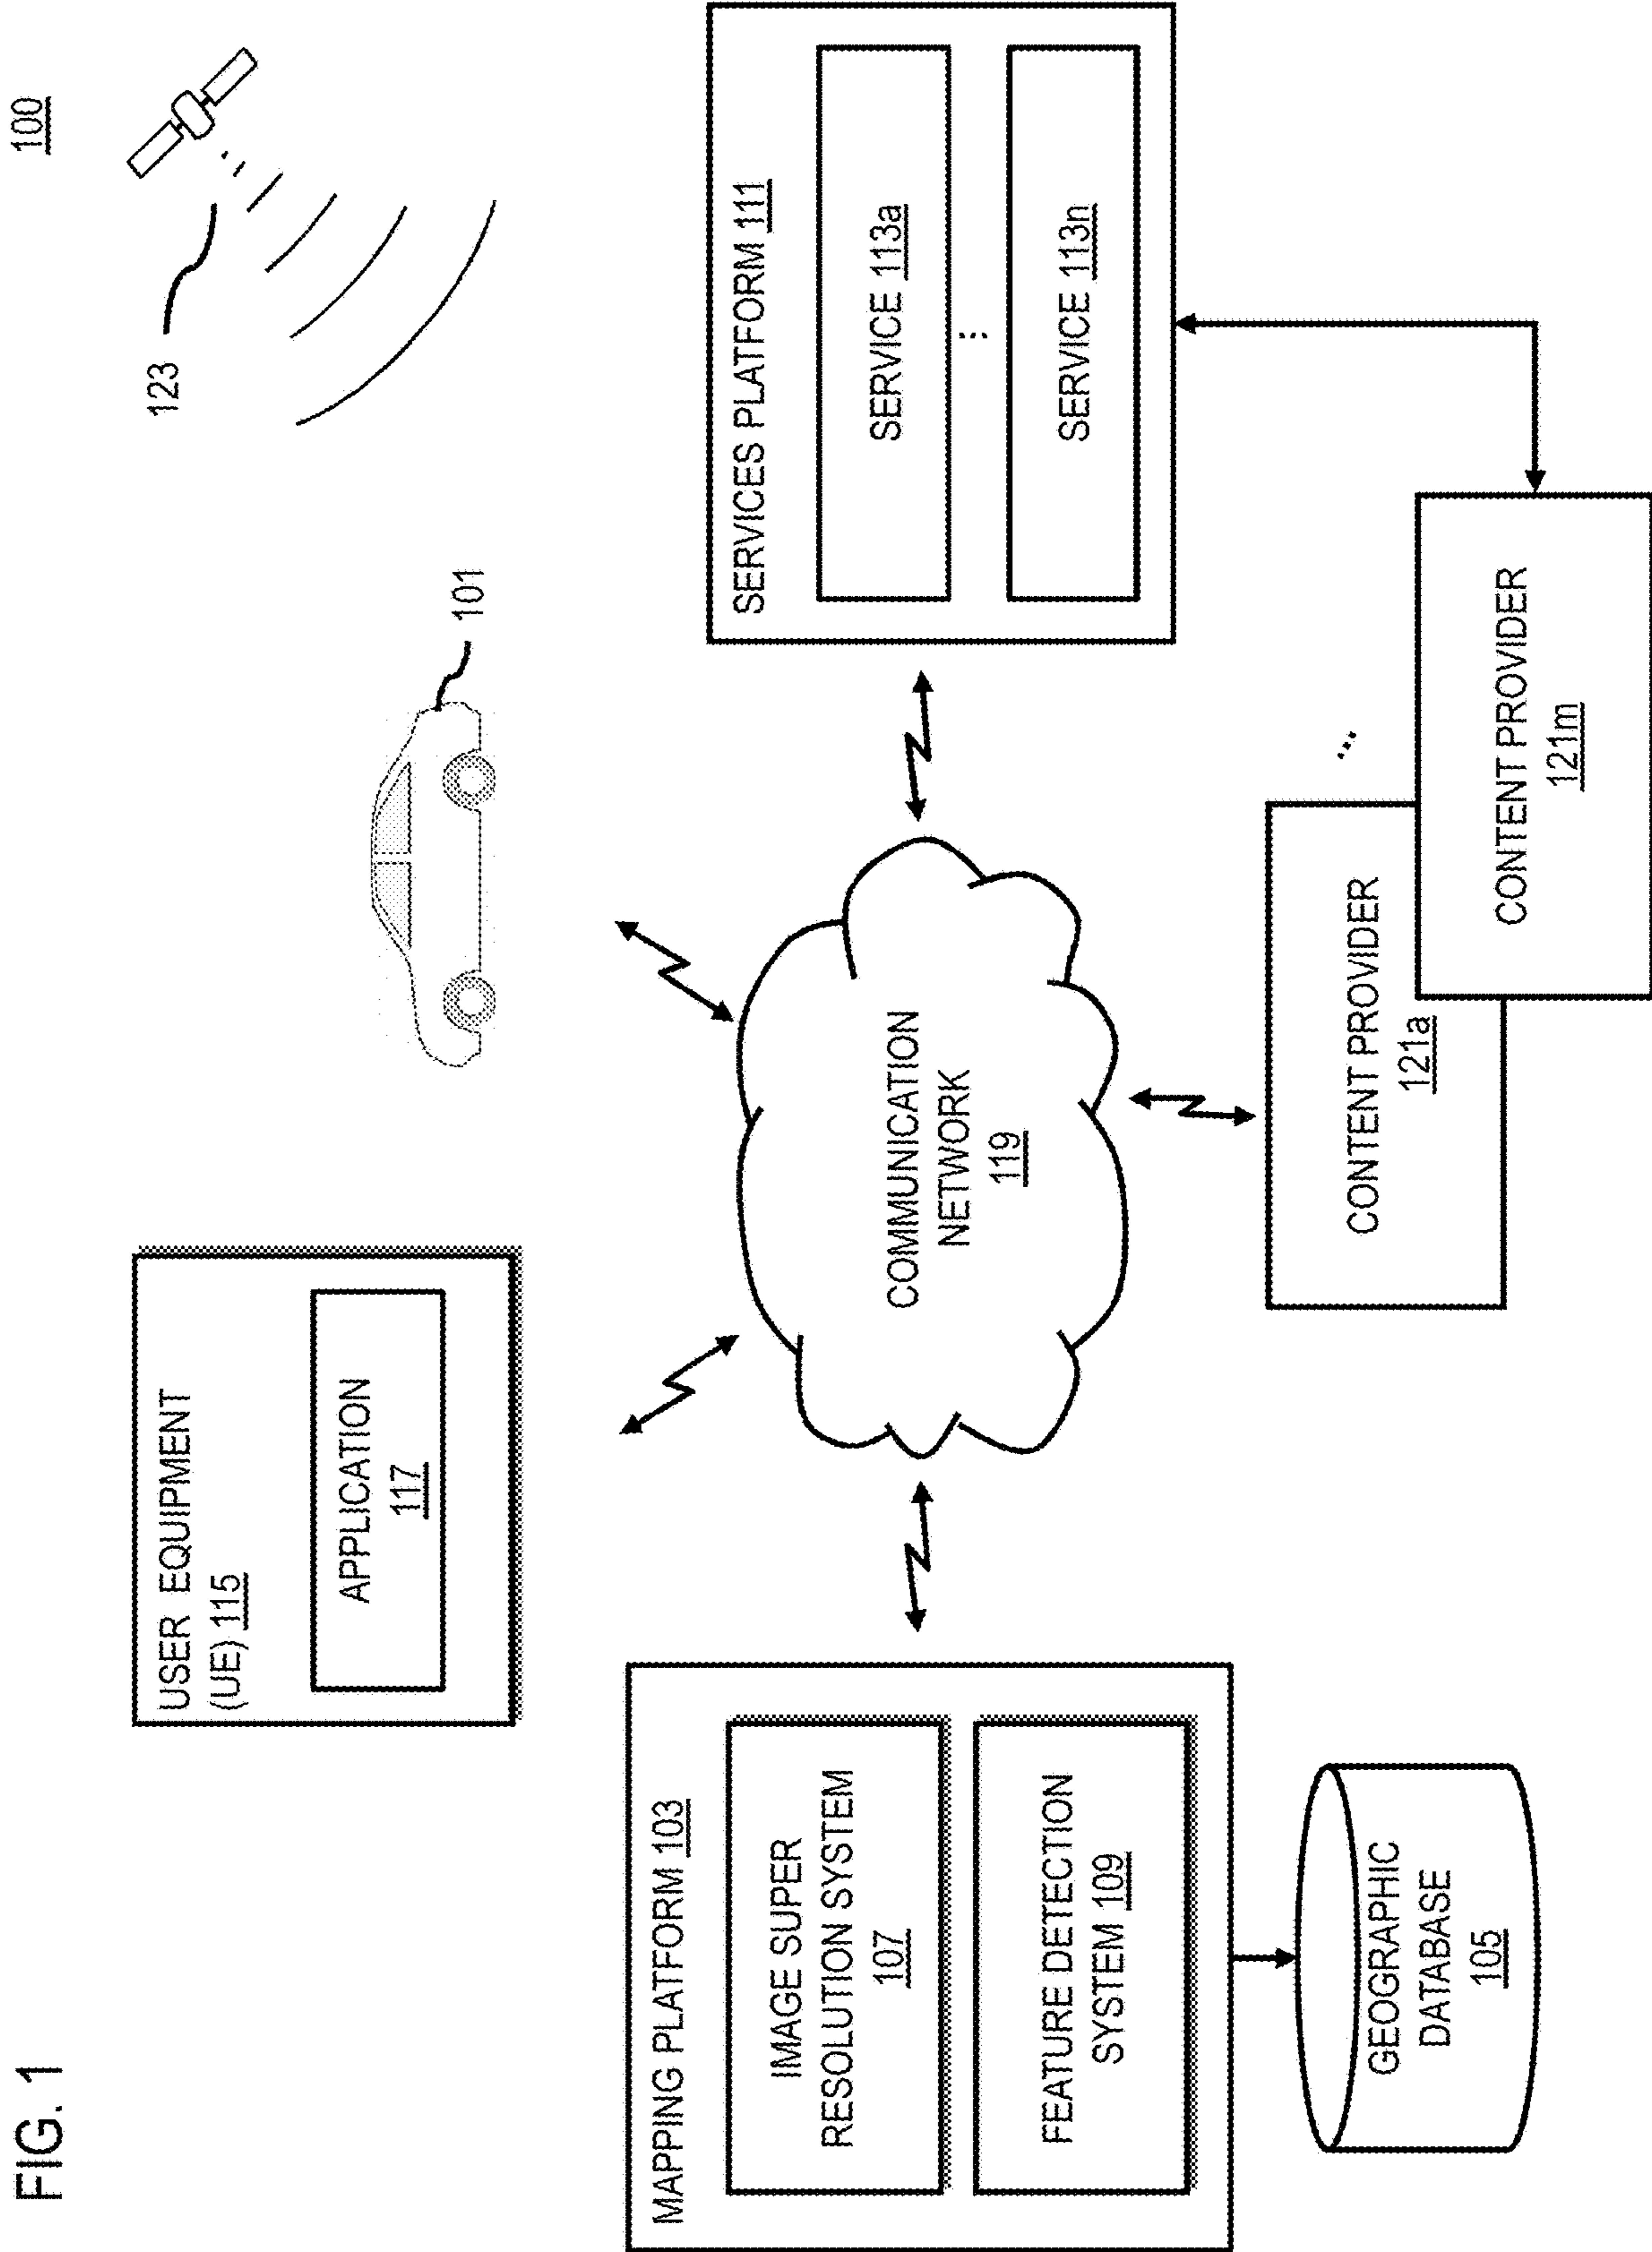 FIG. 1
100
123
101
USER EQUIPMENT
(UE) 115
APPLICATION
117
MAPPING PLATFORM 103
IMAGE SUPER
RESOLUTION SYSTEM
107
FEATURE DETECTION
SYSTEM 109
GEOGRAPHIC
DATABASE
105
COMMUNICATION
NETWORK
119
SERVICES PLATFORM 111
SERVICE 113a
...
SERVICE 113n
CONTENT PROVIDER
121a
...
CONTENT PROVIDER
121m